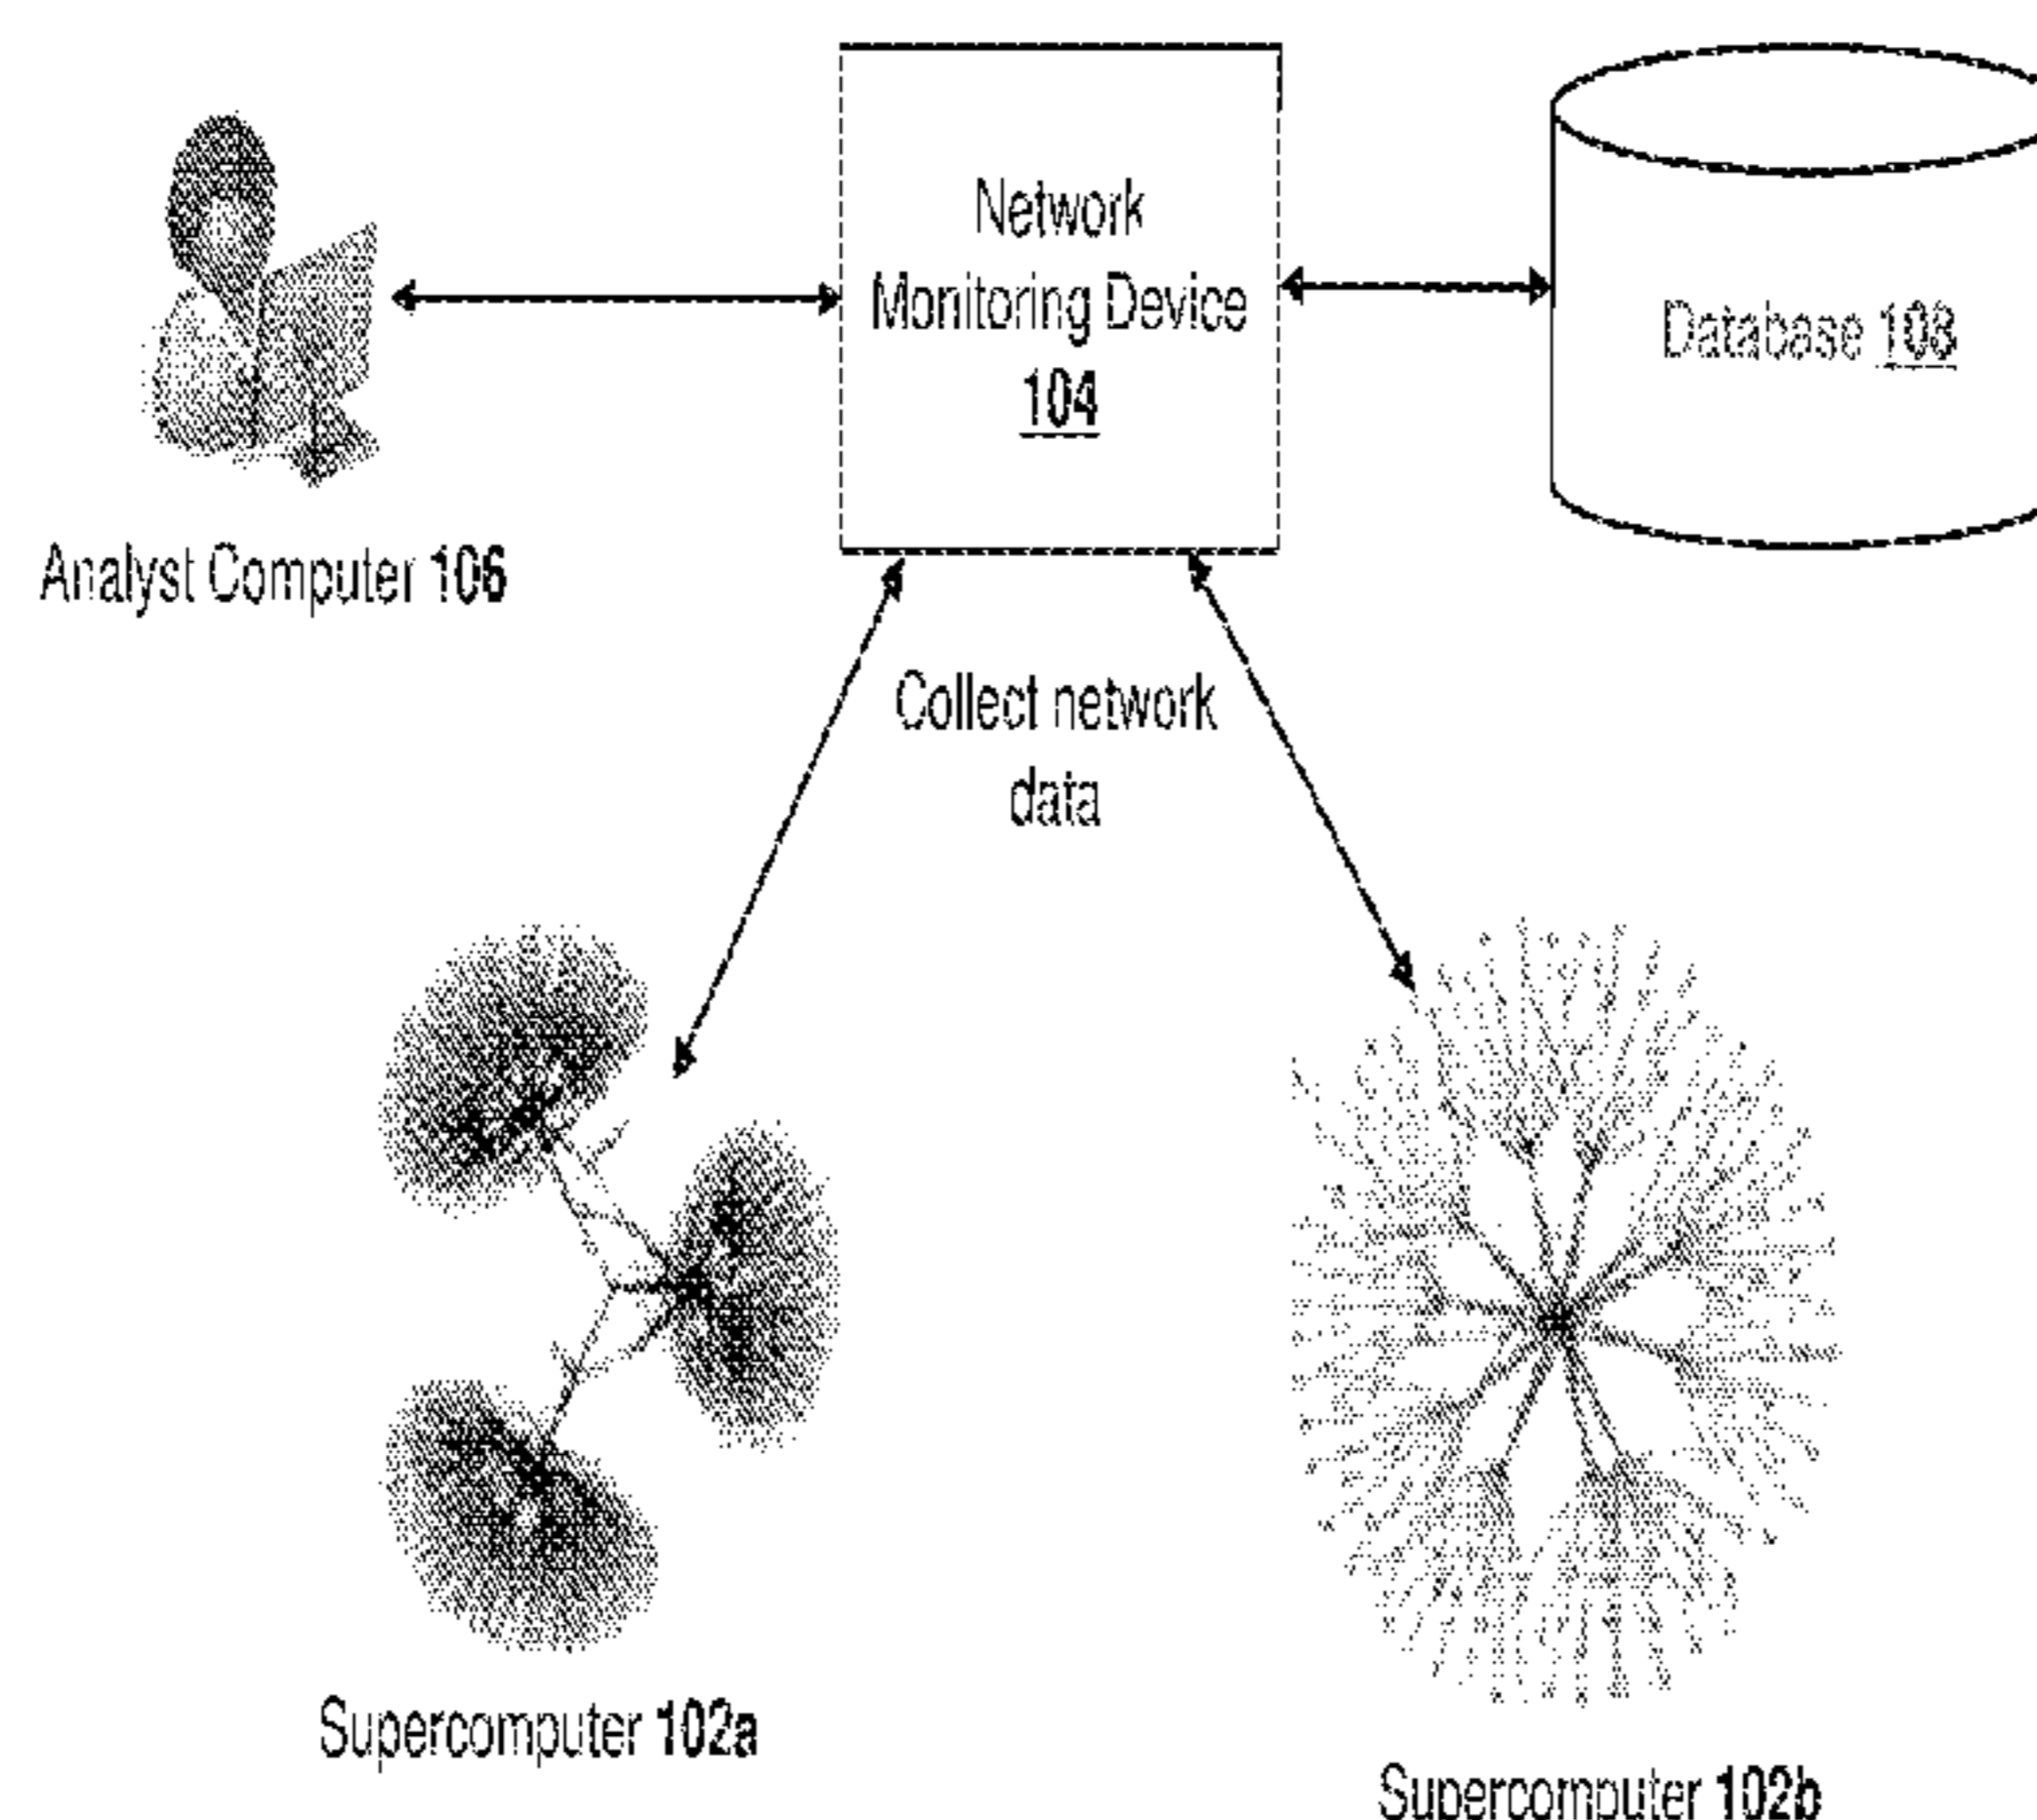 Network
Monitoring Device
104
Database 108
Analyst Computer 106
Collect network
data
Supercomputer 102a
Supercomputer 102b